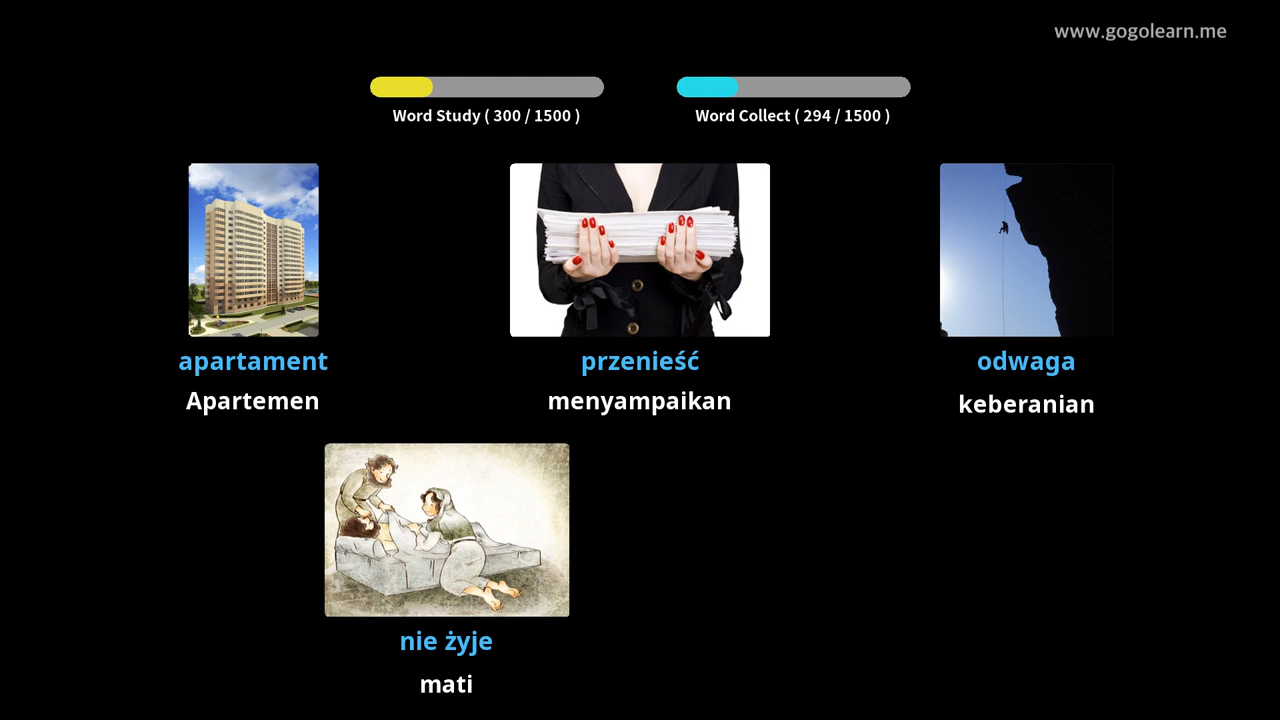 www.gogolearn.me
Word Study ( 300 / 1500 )
Word Collect ( 294 / 1500 )
apartament
Apartemen
przenieść
menyampaikan
odwaga
keberanian
nie żyje
mati